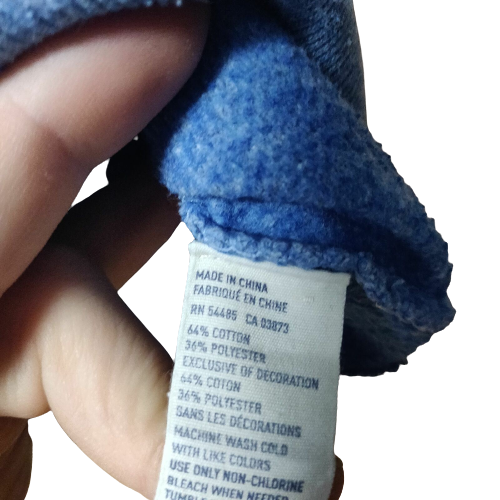 MADE IN CHINA
FABRIQUÉ EN CHINE
RN 54485 CA 03873
64% COTTON
36% POLYESTER
EXCLUSIVE OF DECORATION
64% COTON
36% POLYESTER
SANS LES DÉCORATIONS
MACHINE WASH COLD
WITH LIKE COLORS
USE ONLY NON-CHLORINE
BLEACH WHEN NEEDED
TUMBLE